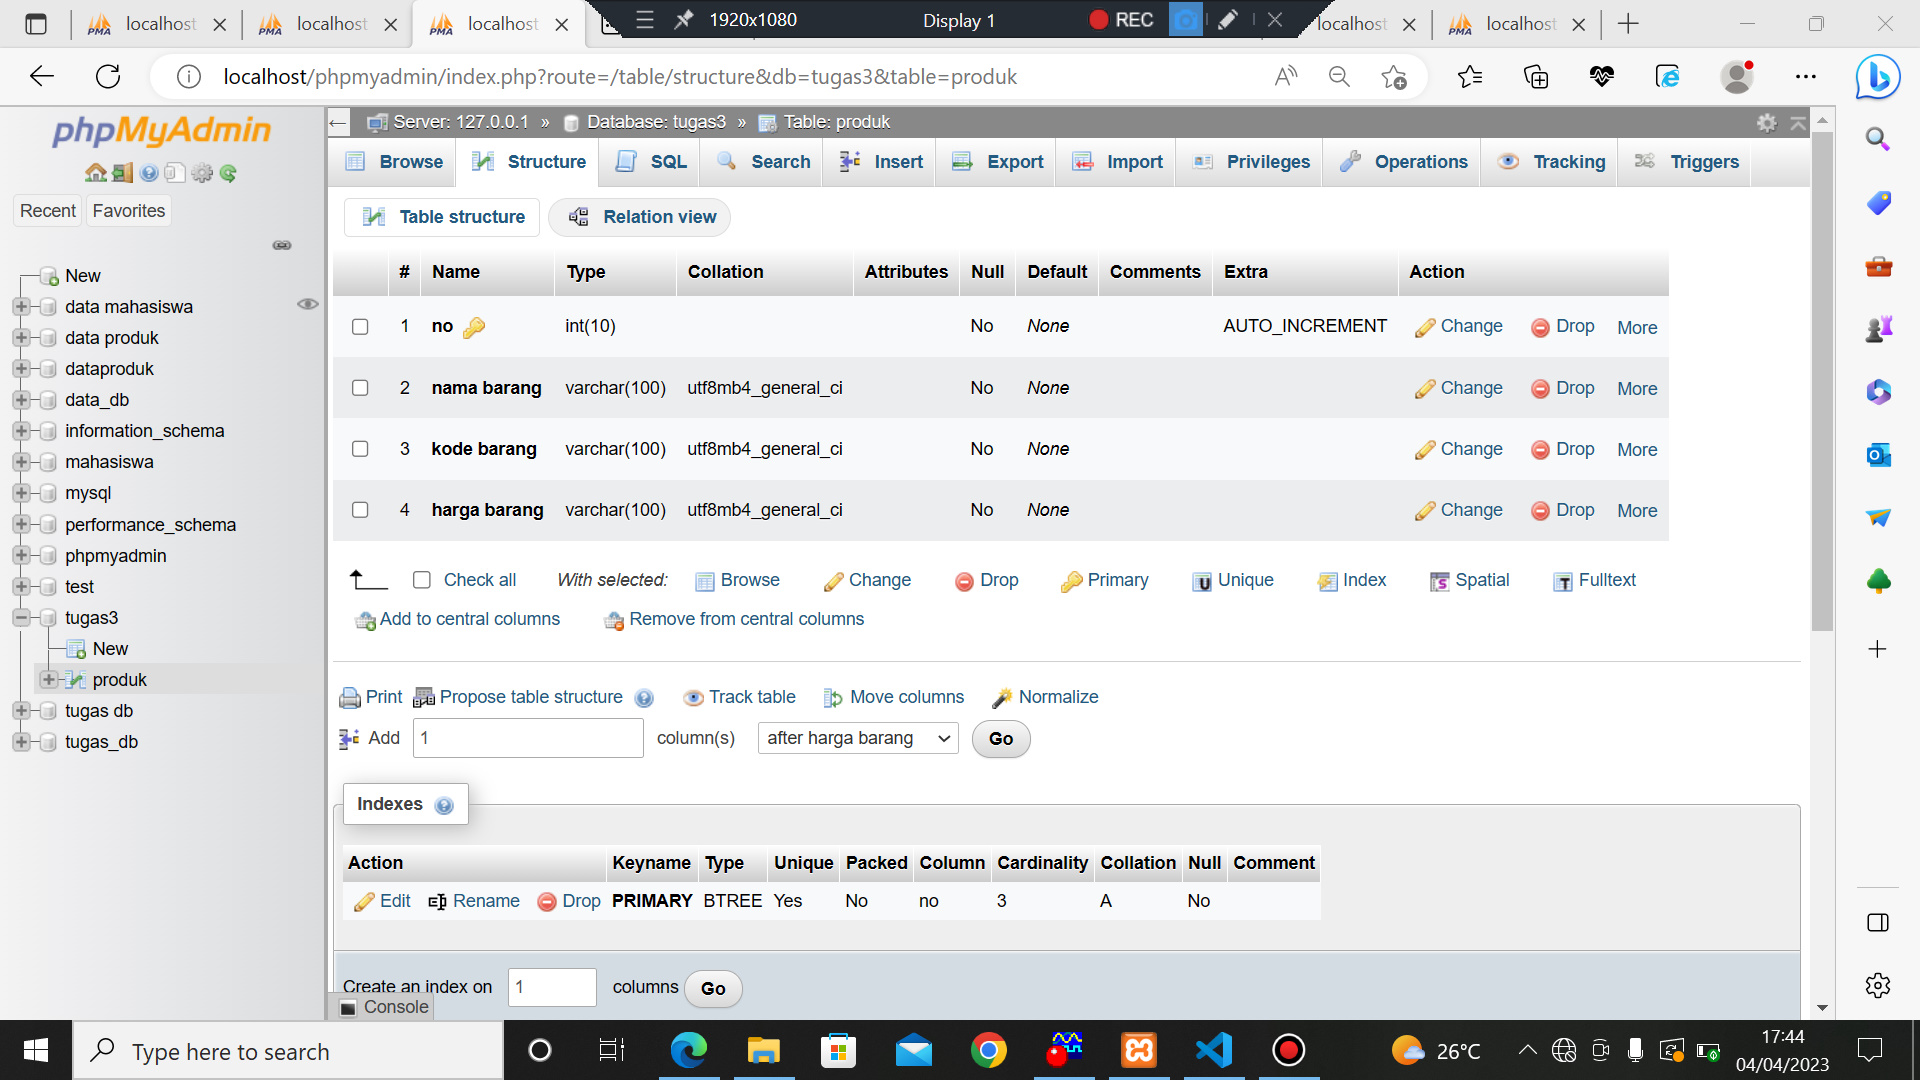 localhost
localhost
localhost
1920x1080
Display 1
REC
localhost
localhost
localhost/phpmyadmin/index.php?route=/table/structure&db=tugas3&table=produk
phpMyAdmin
Recent
Favorites
New
data mahasiswa
data produk
dataproduk
data_db
information_schema
mahasiswa
mysql
performance_schema
phpmyadmin
test
tugas3
New
produk
tugas db
tugas_db
Server: 127.0.0.1 » Database: tugas3 » Table: produk
Browse Structure SQL Search Insert Export Import Privileges Operations Tracking Triggers
Table structure Relation view
# Name Type Collation Attributes Null Default Comments Extra Action
1 no int(10) No None AUTO_INCREMENT Change Drop More
2 nama barang varchar(100) utf8mb4_general_ci No None Change Drop More
3 kode barang varchar(100) utf8mb4_general_ci No None Change Drop More
4 harga barang varchar(100) utf8mb4_general_ci No None Change Drop More
Check all With selected: Browse Change Drop Primary Unique Index Spatial Fulltext
Add to central columns Remove from central columns
Print Propose table structure Track table Move columns Normalize
Add 1 column(s) after harga barang Go
Indexes
Action Keyname Type Unique Packed Column Cardinality Collation Null Comment
Edit Rename Drop PRIMARY BTREE Yes No no 3 A No
Create an index on 1 columns Go
Console
Type here to search
26°C
17:44
04/04/2023